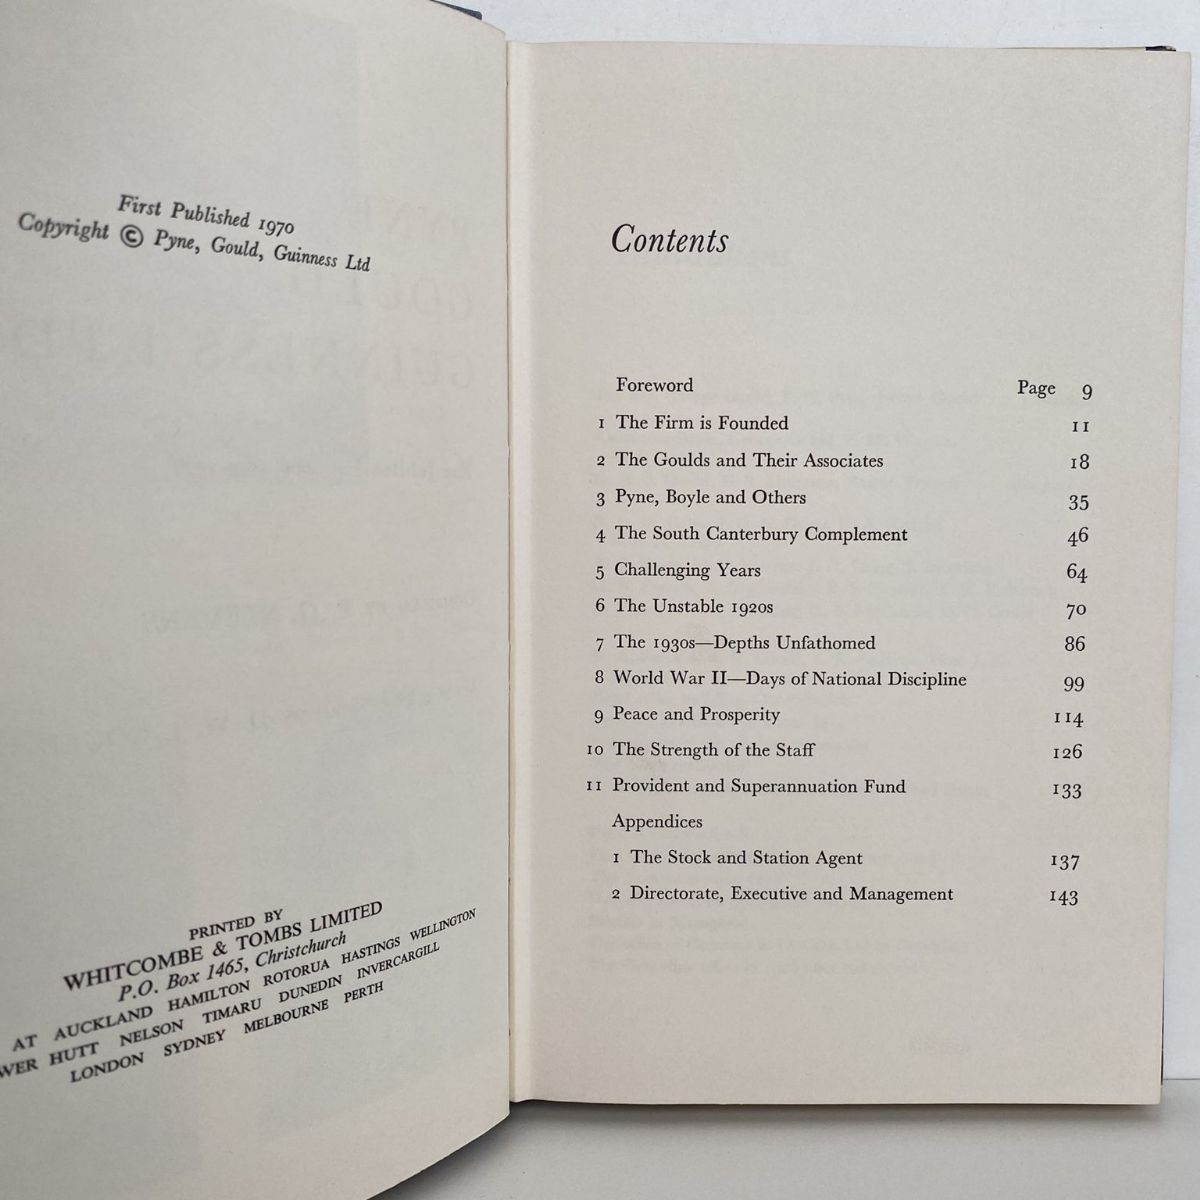 First Published 1970
Copyright © Pyne, Gould, Guinness Ltd
PRINTED BY
WHITCOMBE & TOMBS LIMITED
P.O. Box 1465, Christchurch
AT AUCKLAND HAMILTON ROTORUA HASTINGS WELLINGTON
HUTT NELSON TIMARU DUNEDIN INVERCARGILL
LONDON SYDNEY MELBOURNE PERTH
Contents
Foreword Page 9
1 The Firm is Founded 11
2 The Goulds and Their Associates 18
3 Pyne, Boyle and Others 35
4 The South Canterbury Complement 46
5 Challenging Years 64
6 The Unstable 1920s 70
7 The 1930s—Depths Unfathomed 86
8 World War II—Days of National Discipline 99
9 Peace and Prosperity 114
10 The Strength of the Staff 126
11 Provident and Superannuation Fund 133
Appendices
1 The Stock and Station Agent 137
2 Directorate, Executive and Management 143